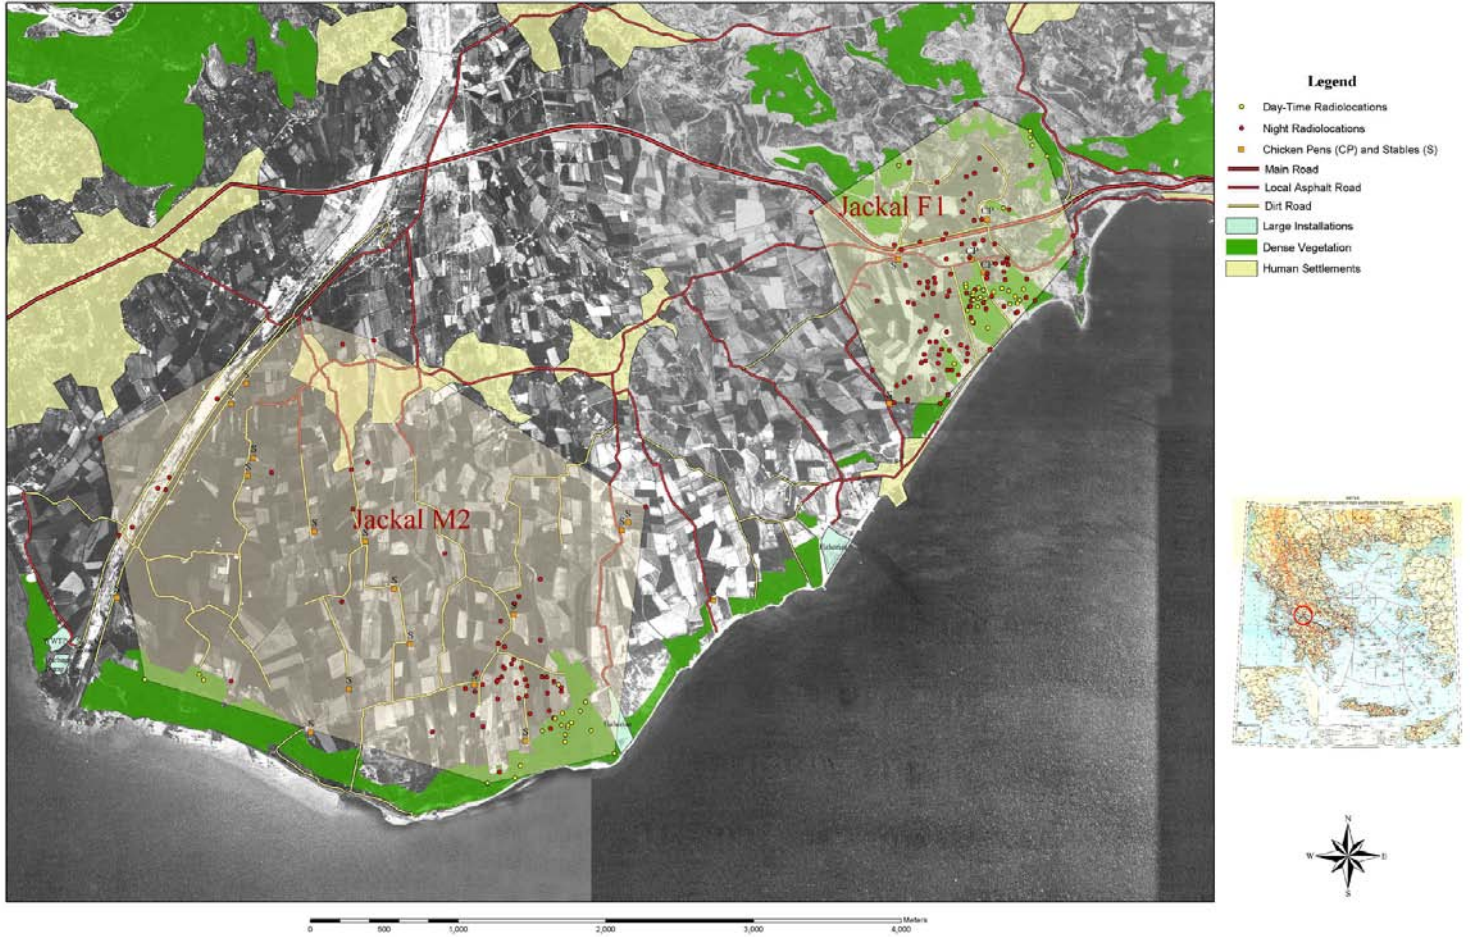 Legend
Day-Time Radiolocations
Night Radiolocations
Chicken Pens (CP) and Stables (S)
Main Road
Local Asphalt Road
Dirt Road
Large Installations
Dense Vegetation
Human Settlements
Jackal F1
CP
S
Jackal M2
S
S
S
S
S
S
S
S
S
S
S
S
N
W
E
S
0
500
1,000
2,000
3,000
4,000
Meters